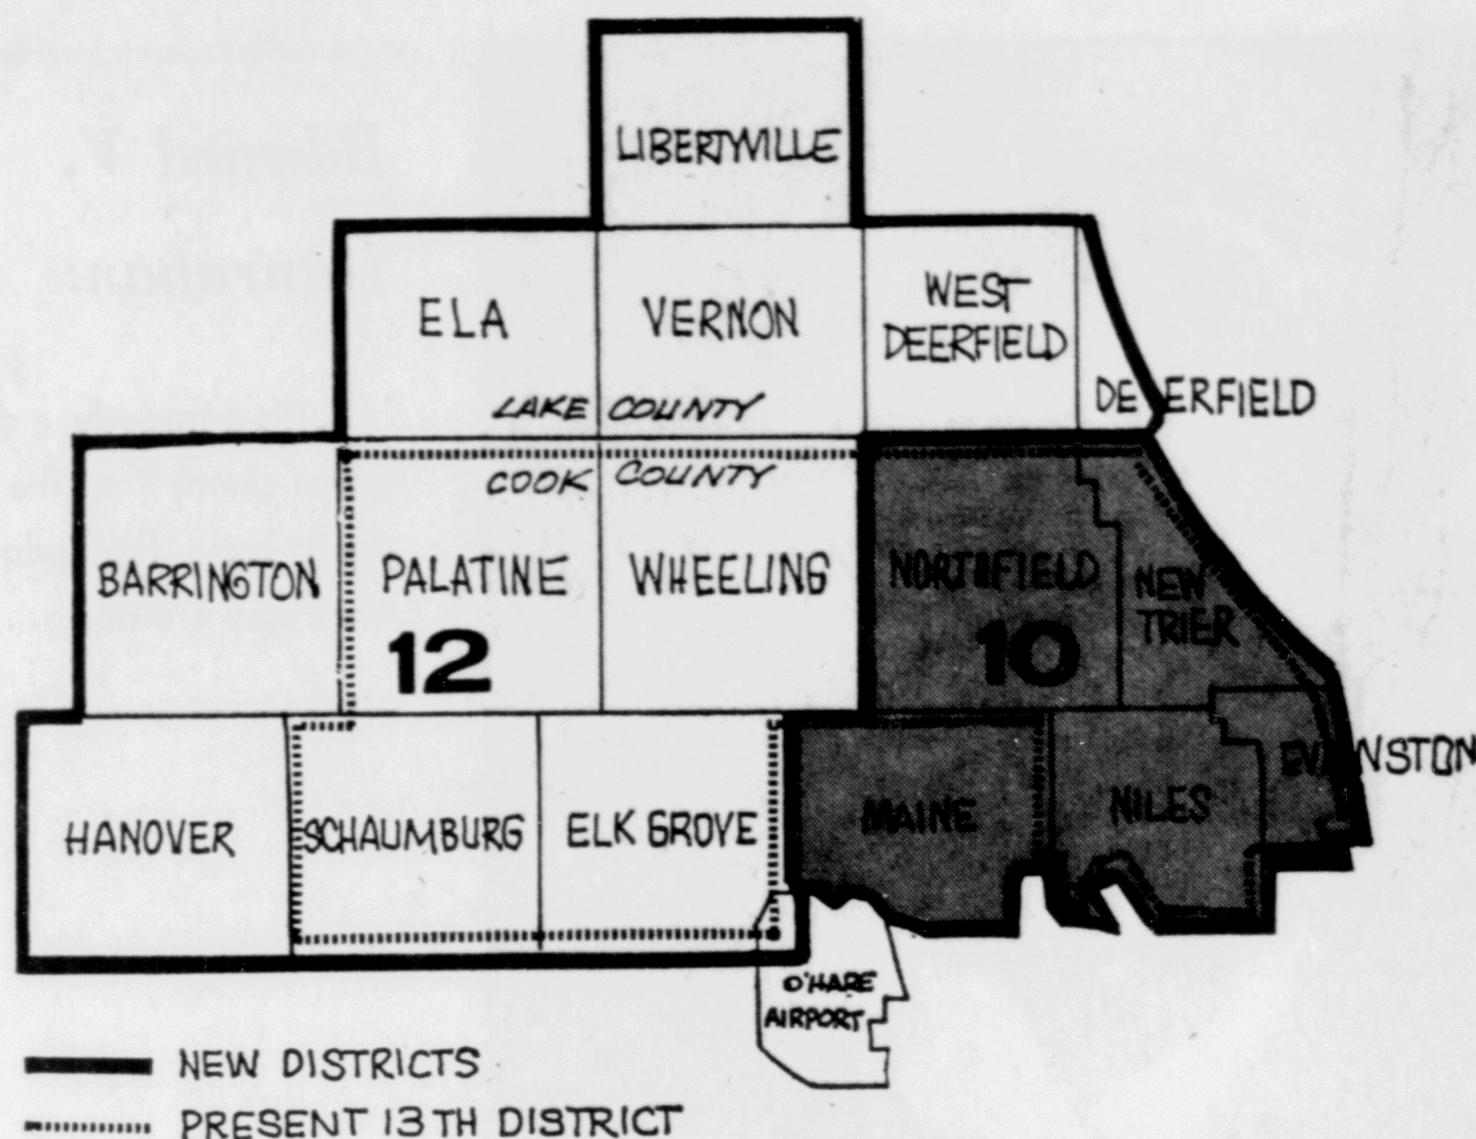 LIBERTYVILLE
ELA
VERNON
WEST
DEERFIELD
DEERFIELD
LAKE COUNTY
COOK COUNTY
BARRINGTON
PALATINE
WHEELING
NORTHFIELD
NEW
TRIER
12
10
HANOVER
SCHAUMBURG
ELK GROVE
MAINE
NILES
EVANSTON
O'HARE
AIRPORT
NEW DISTRICTS
PRESENT 13TH DISTRICT